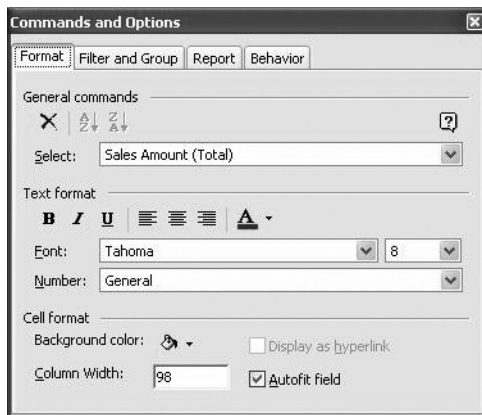 Commands and Options
Format Filter and Group Report Behavior
General commands
Select: Sales Amount (Total)
Text format
B I U A
Font: Tahoma 8
Number: General
Cell format
Background color: Display as hyperlink
Column Width: 98 Autofit field